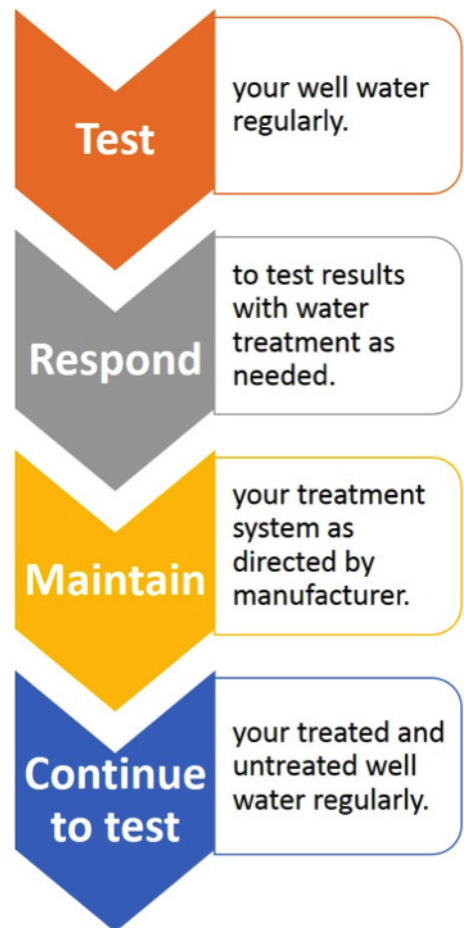 Test
your well water
regularly.
Respond
to test results
with water
treatment as
needed.
Maintain
your treatment
system as
directed by
manufacturer.
Continue
to test
your treated and
untreated well
water regularly.